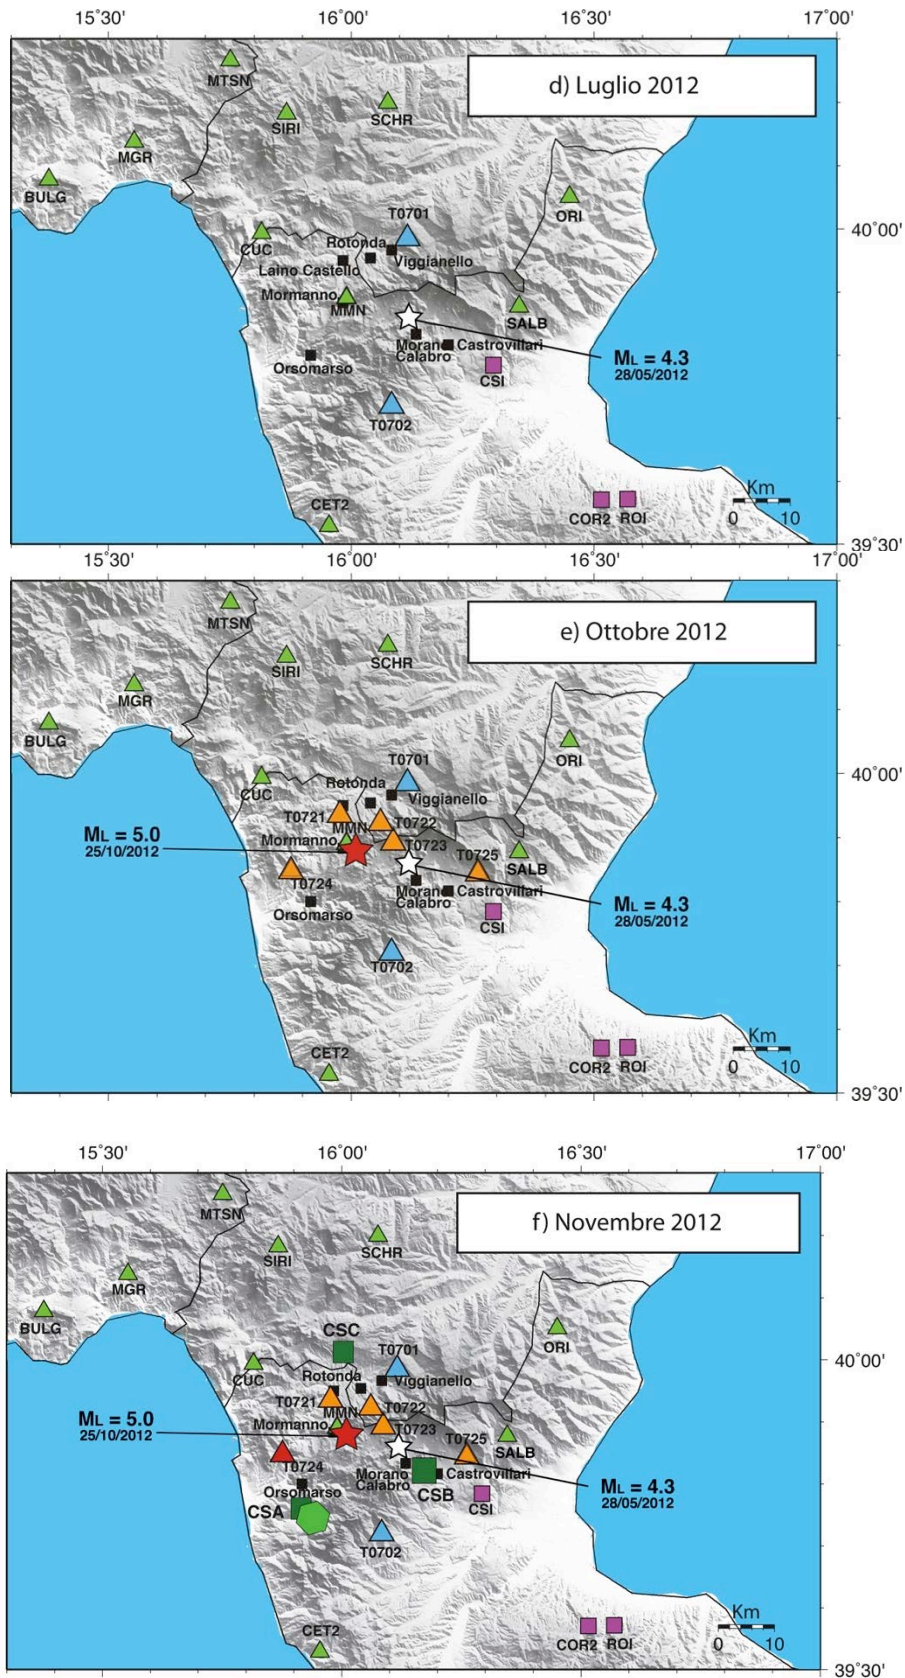 15°30' 16°00' 16°30' 17°00'
d) Luglio 2012
MTSN
SIRI
SCHR
MGR
BULG
ORI
T0701
40°00'
CUC
Rotonda
Viggianello
Laino Castello
Mormanno
MMN
SALB
Morano Castrovillari
Calabro
ML = 4.3
28/05/2012
Orsomarso
CSI
T0702
CET2
COR2 ROI
Km
0 10
39°30'
15°30' 16°00' 16°30' 17°00'
e) Ottobre 2012
MTSN
SIRI
SCHR
MGR
BULG
ORI
T0701
40°00'
CUC
Rotonda
Viggianello
T0721
T0722
MMN
ML = 5.0
25/10/2012
Mormanno
T0723
T0725
SALB
T0724
Morano Castrovillari
Calabro
Orsomarso
ML = 4.3
28/05/2012
CSI
T0702
CET2
COR2 ROI
Km
0 10
39°30'
15°30' 16°00' 16°30' 17°00'
f) Novembre 2012
MTSN
SIRI
SCHR
MGR
BULG
CSC
ORI
T0701
40°00'
CUC
Rotonda
Viggianello
T0721
T0722
MMN
ML = 5.0
25/10/2012
Mormanno
T0723
T0725
SALB
T0724
Morano Castrovillari
Calabro
Orsomarso
ML = 4.3
28/05/2012
CSA
CSB
CSI
T0702
CET2
COR2 ROI
Km
0 10
39°30'